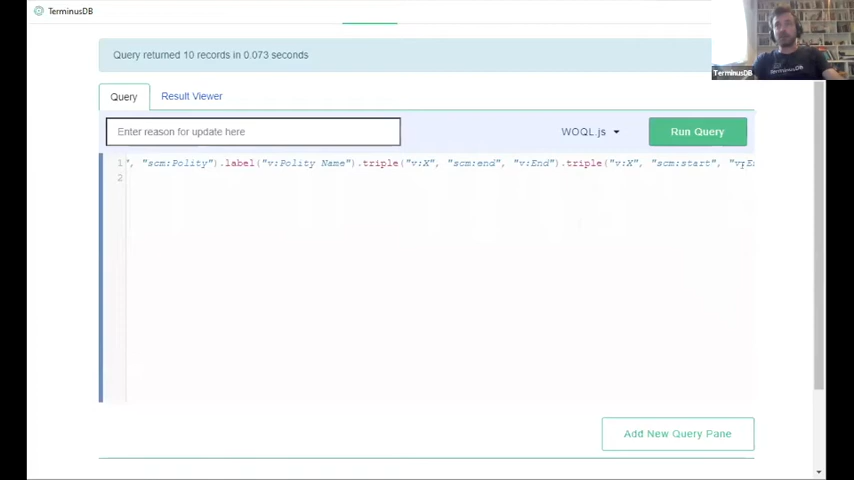 TerminusDB
Query returned 10 records in 0.073 seconds
TerminusDB
Query
Result Viewer
Enter reason for update here
WOQL.js
Run Query
1 ", "scm:Polity").label("v:Polity Name").triple("v:X", "scm:end", "v:End").triple("v:X", "scm:start",
2
Add New Query Pane